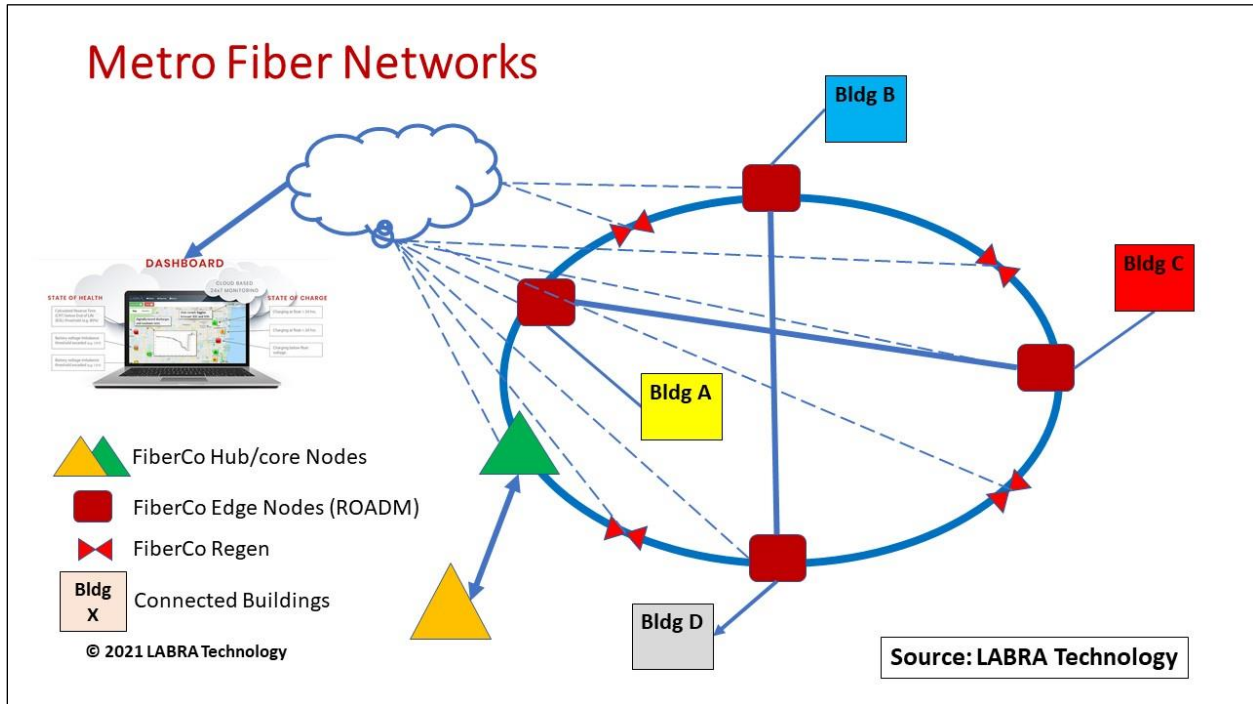 Metro Fiber Networks
Bldg B
Bldg C
Bldg A
Bldg D
DASHBOARD
CLOUD BASED
24x7 MONITORING
STATE OF HEALTH
STATE OF CHARGE
FiberCo Hub/core Nodes
FiberCo Edge Nodes (ROADM)
FiberCo Regen
Bldg
X
Connected Buildings
© 2021 LABRA Technology
Source: LABRA Technology